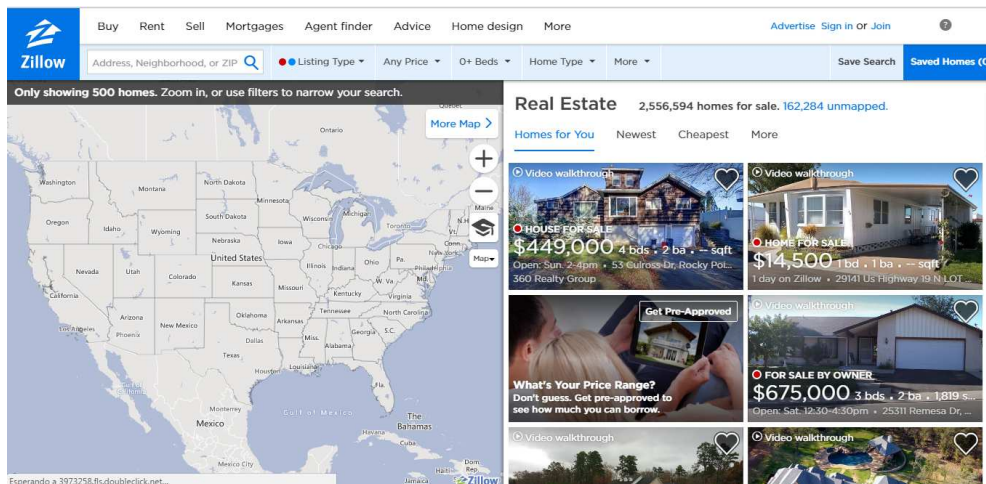 Zillow
Buy Rent Sell Mortgages Agent finder Advice Home design More
Advertise Sign in or Join ?
Address, Neighborhood, or ZIP
Listing Type Any Price 0+ Beds Home Type More
Save Search Saved Homes (0
Only showing 500 homes. Zoom in, or use filters to narrow your search.
More Map >
Ontario
Washington
Montana
North Dakota
Minnesota
Maine
Oregon
Idaho
Wyoming
South Dakota
Wisconsin
Michigan
Toronto
Vt.
N.H.
Nebraska
Iowa
Chicago
Conn.
New York
Map
Nevada
Utah
Colorado
United States
Illinois
Indiana
Ohio
Pa.
Philadelphia
Kansas
Missouri
W. Va
Md.
Kentucky
Virginia
California
Los Angeles
Arizona
Phoenix
New Mexico
Oklahoma
Arkansas
Tennessee
North Carolina
Dallas
Miss.
Alabama
Georgia
S.C.
Texas
Houston
Louisiana
Fla.
Gulf of California
Monterrey
Mexico
Gulf of Mexico
The Bahamas
Havana
Cuba
Mexico City
Haiti
Dom. Rep.
Jamaica
Zillow
Esperando a 3973258.fls.doubleclick.net...
Real Estate 2,556,594 homes for sale. 162,284 unmapped.
Homes for You Newest Cheapest More
Video walkthrough
HOUSE FOR SALE
$449,000 4 bds . 2 ba . -- sqft
Open: Sun. 2-4pm • 53 Culross Dr, Rocky Poi...
360 Realty Group
Video walkthrough
HOME FOR SALE
$14,500 1 bd . 1 ba . -- sqft
1 day on Zillow • 29141 Us Highway 19 N LOT
Get Pre-Approved
What's Your Price Range?
Don't guess. Get pre-approved to
see how much you can borrow.
Video walkthrough
FOR SALE BY OWNER
$675,000 3 bds . 2 ba . 1,819 s...
Open: Sat. 12:30-4:30pm • 25311 Remesa Dr, ...
Video walkthrough
Video walkthrough